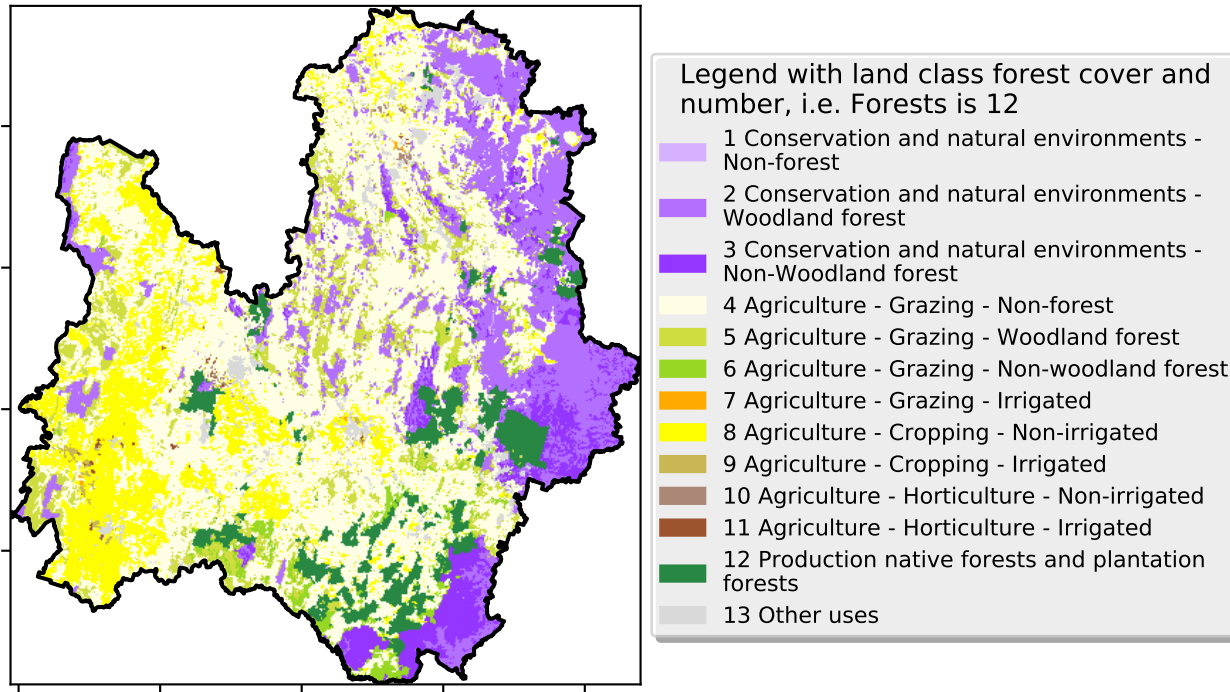 Legend with land class forest cover and
number, i.e. Forests is 12
1 Conservation and natural environments -
Non-forest
2 Conservation and natural environments -
Woodland forest
3 Conservation and natural environments -
Non-Woodland forest
4 Agriculture - Grazing - Non-forest
5 Agriculture - Grazing - Woodland forest
6 Agriculture - Grazing - Non-woodland forest
7 Agriculture - Grazing - Irrigated
8 Agriculture - Cropping - Non-irrigated
9 Agriculture - Cropping - Irrigated
10 Agriculture - Horticulture - Non-irrigated
11 Agriculture - Horticulture - Irrigated
12 Production native forests and plantation
forests
13 Other uses